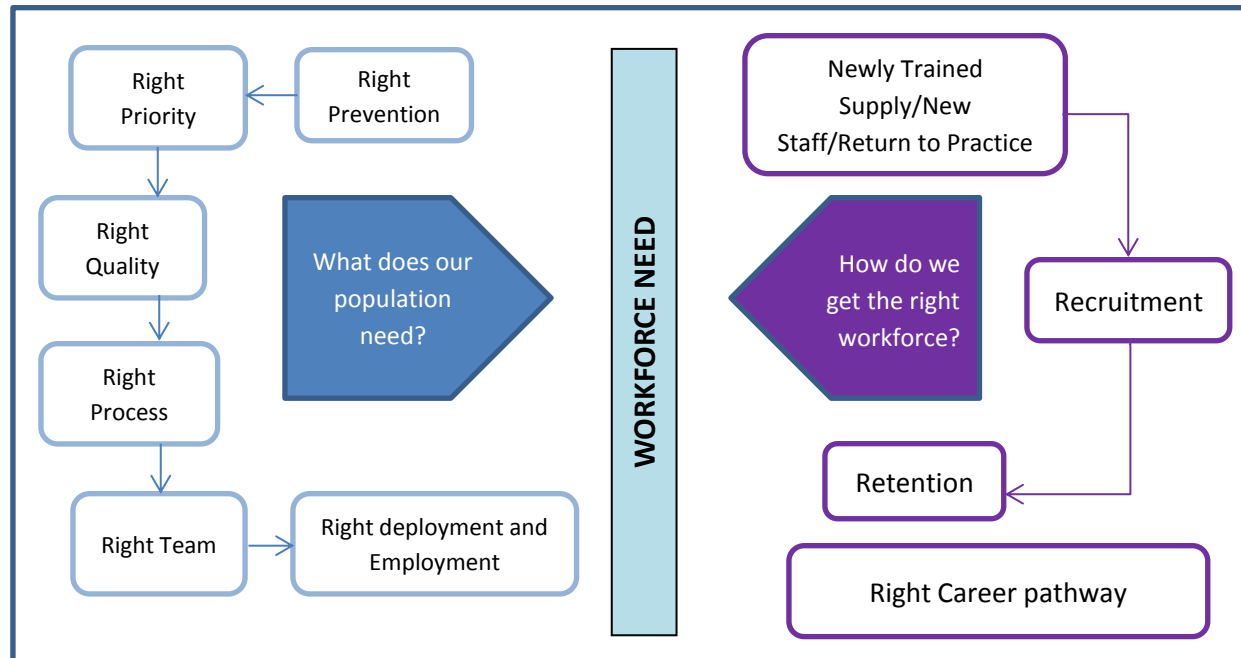 Right
Priority
Right
Prevention
Right
Quality
Right
Process
Right Team
Right deployment and
Employment
What does our
population
need?
WORKFORCE NEED
Newly Trained
Supply/New
Staff/Return to Practice
How do we
get the right
workforce?
Recruitment
Retention
Right Career pathway